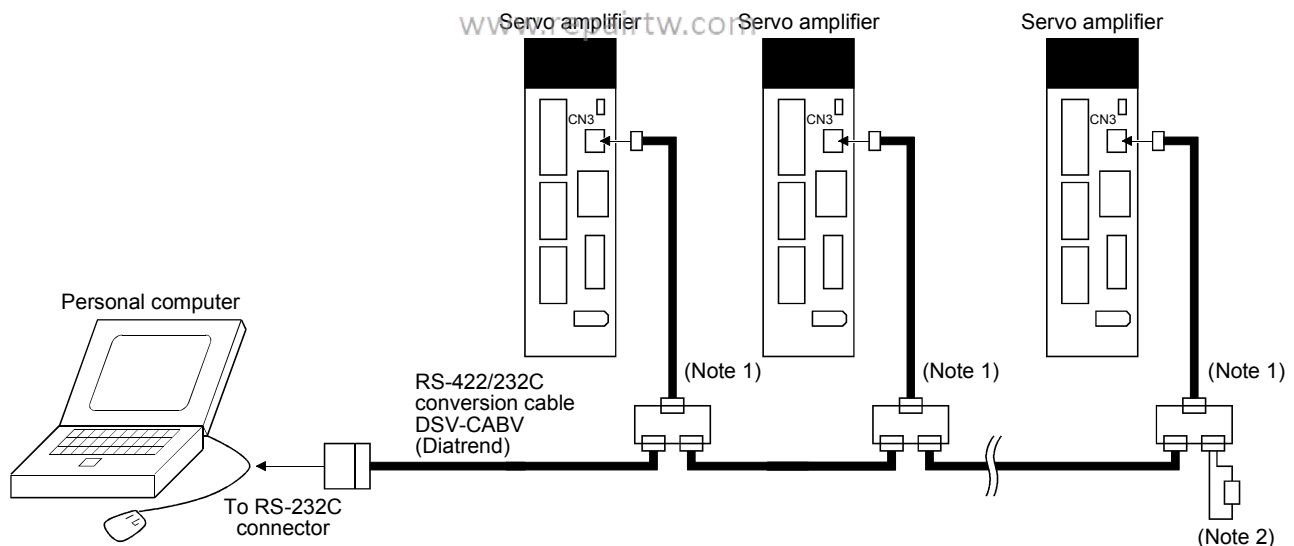 www.repairtw.com
Servo amplifier
Servo amplifier
Servo amplifier
CN3
CN3
CN3
Personal computer
(Note 1)
(Note 1)
(Note 1)
RS-422/232C
conversion cable
DSV-CABV
(Diatrend)
To RS-232C
connector
(Note 2)